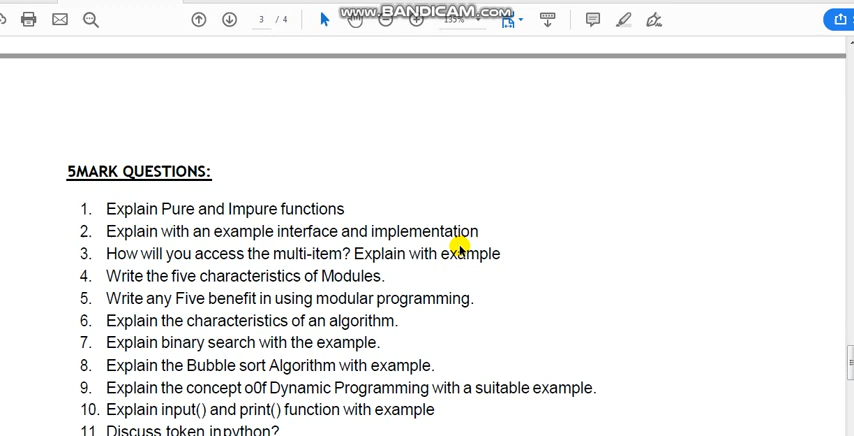 www.BANDICAM.com
3 / 4
135%
5MARK QUESTIONS:
1. Explain Pure and Impure functions
2. Explain with an example interface and implementation
3. How will you access the multi-item? Explain with example
4. Write the five characteristics of Modules.
5. Write any Five benefit in using modular programming.
6. Explain the characteristics of an algorithm.
7. Explain binary search with the example.
8. Explain the Bubble sort Algorithm with example.
9. Explain the concept o0f Dynamic Programming with a suitable example.
10. Explain input() and print() function with example
11 Discuss token in python?